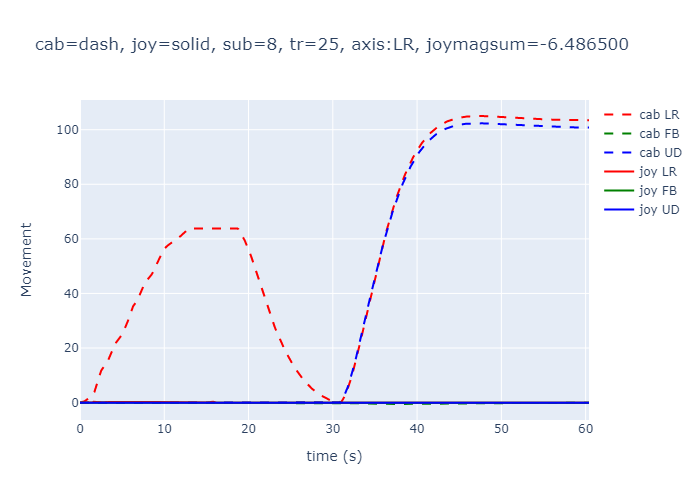 cab=dash, joy=solid, sub=8, tr=25, axis:LR, joymagsum=-6.486500
cab LR
cab FB
cab UD
joy LR
joy FB
joy UD
Movement
100
80
60
40
20
0
0
10
20
30
40
50
60
time (s)